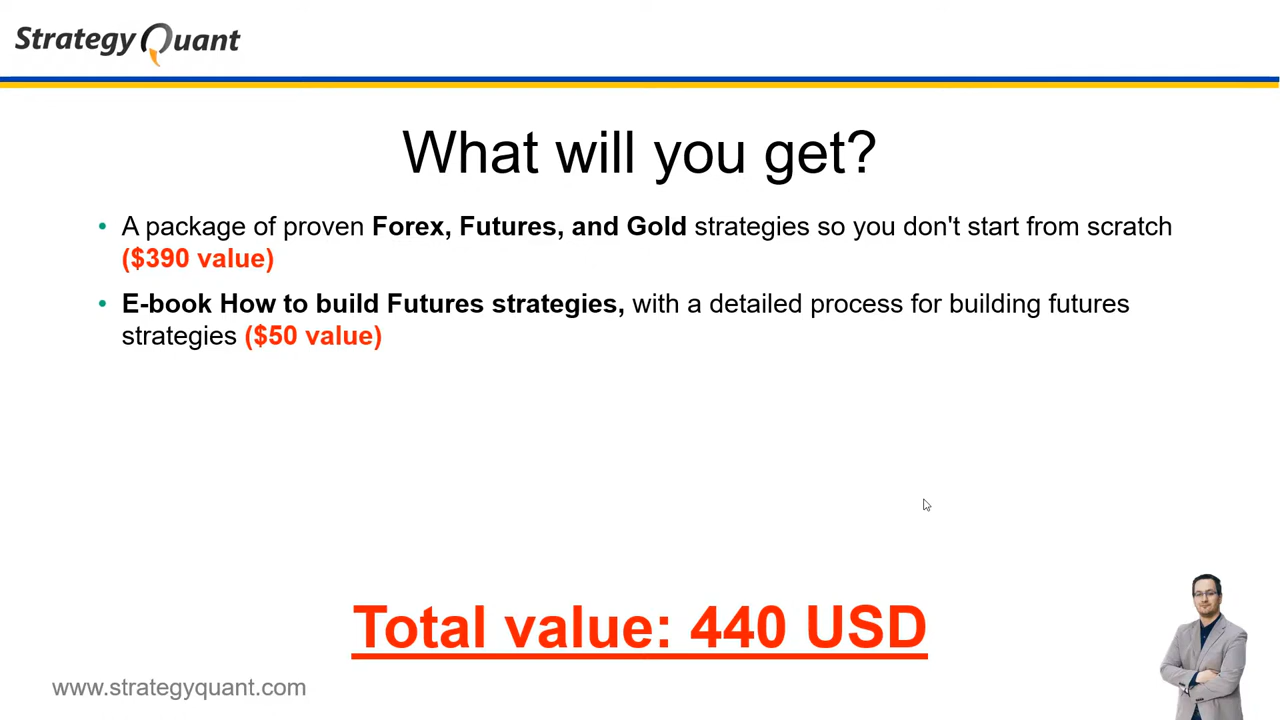 Strategy Quant
What will you get?
• A package of proven Forex, Futures, and Gold strategies so you don't start from scratch
($390 value)
• E-book How to build Futures strategies, with a detailed process for building futures
strategies ($50 value)
Total value: 440 USD
www.strategyquant.com